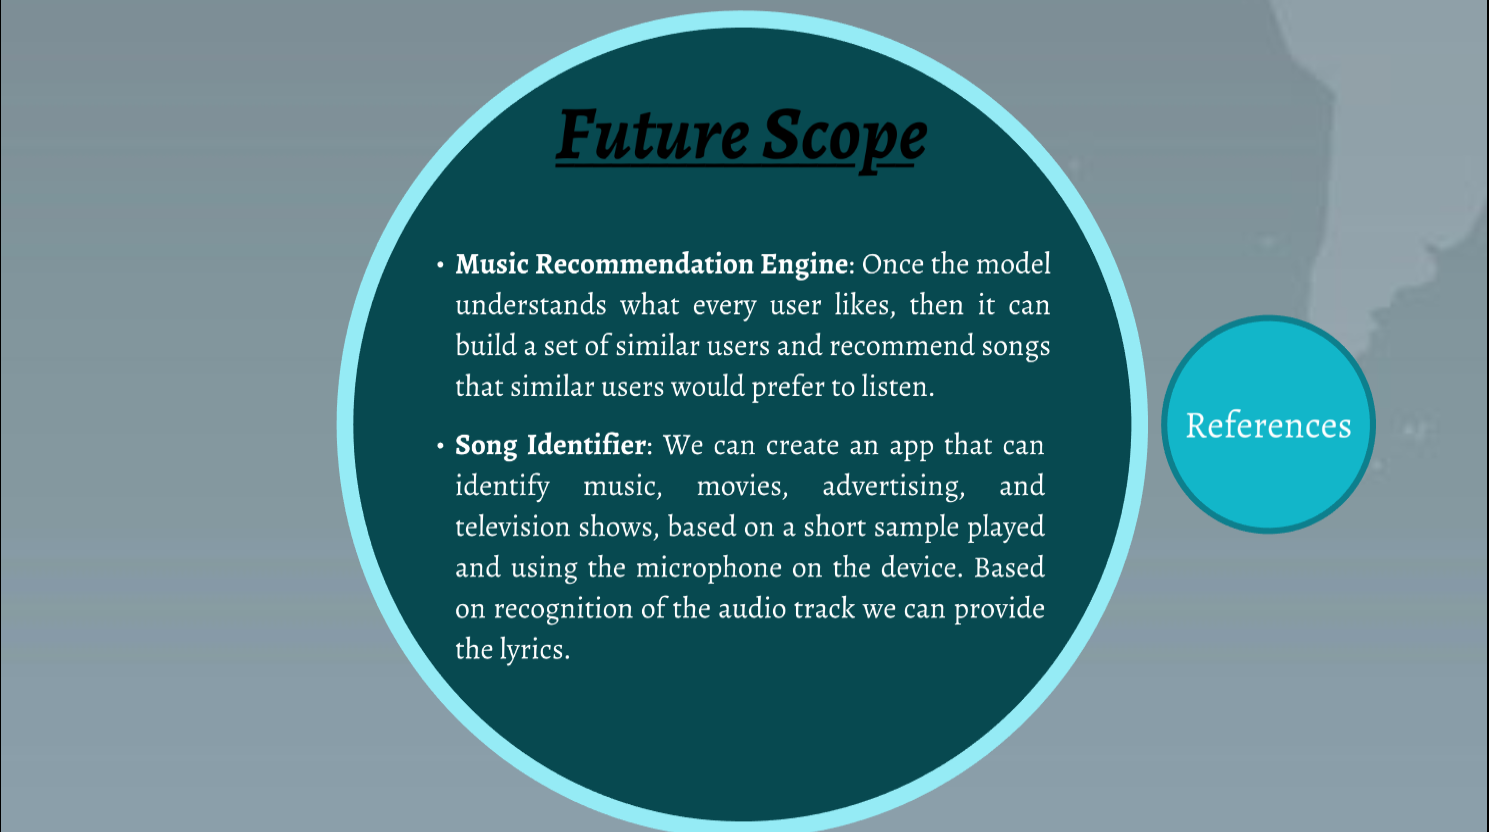 Future Scope
• Music Recommendation Engine: Once the model
understands what every user likes, then it can
build a set of similar users and recommend songs
that similar users would prefer to listen.
• Song Identifier: We can create an app that can
identify music, movies, advertising, and
television shows, based on a short sample played
and using the microphone on the device. Based
on recognition of the audio track we can provide
the lyrics.
References